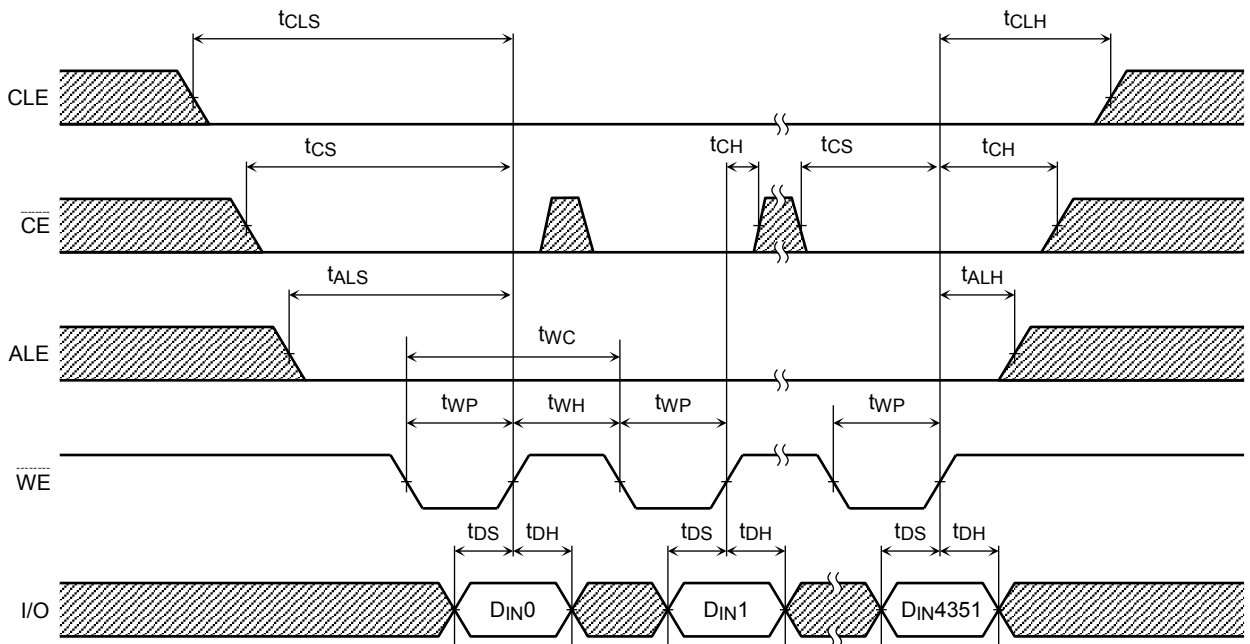 tCLS tCLH
CLE
tCS tCH tCS tCH
CE
tALS tALH
tWC
ALE
tWP tWH tWP tWP
WE
tDS tDH tDS tDH tDS tDH
I/O DIN0 DIN1 DIN4351